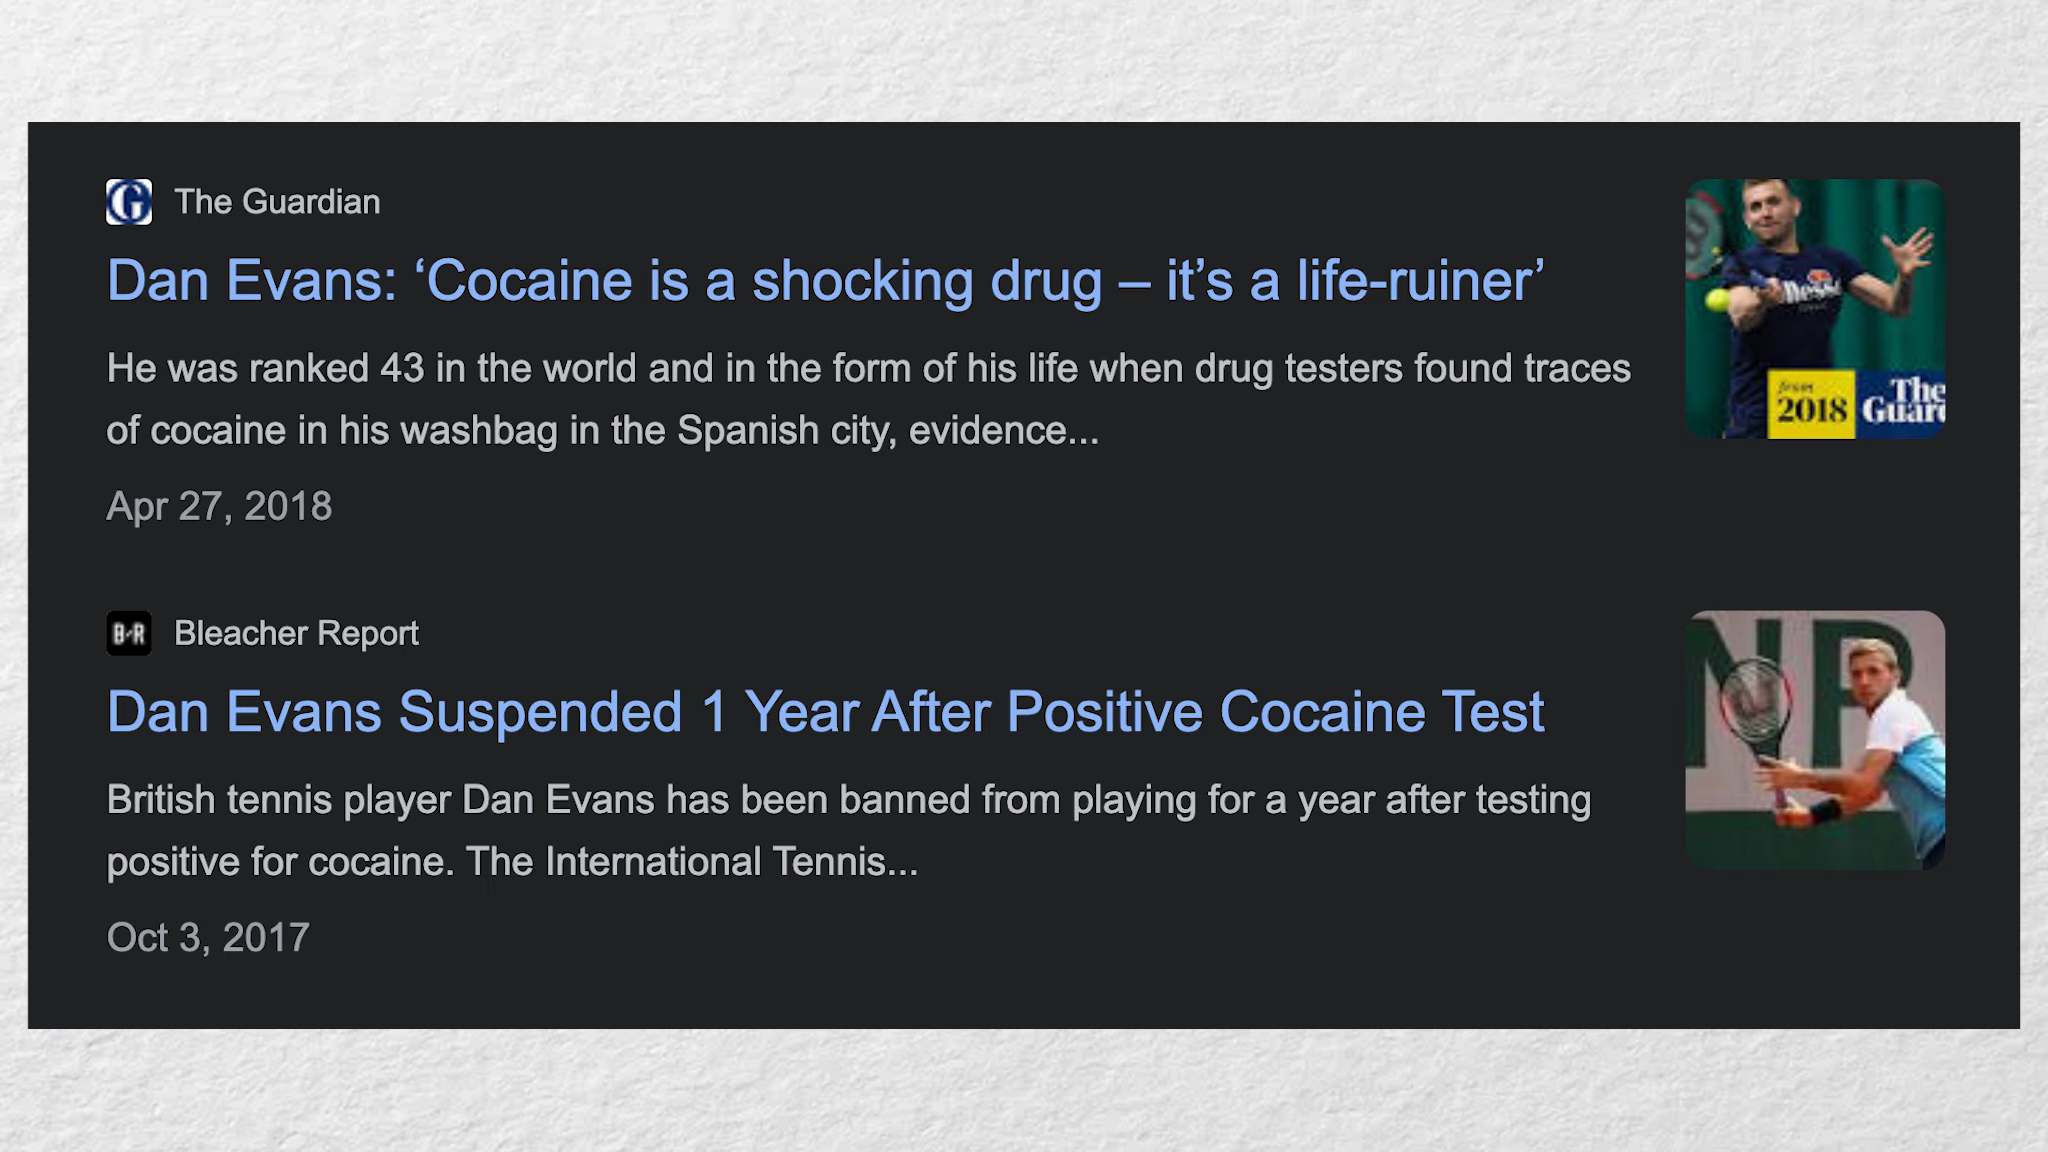 The Guardian
Dan Evans: ‘Cocaine is a shocking drug – it’s a life-ruiner’
He was ranked 43 in the world and in the form of his life when drug testers found traces
of cocaine in his washbag in the Spanish city, evidence...
Apr 27, 2018
2018
The
Guar
B R
Bleacher Report
Dan Evans Suspended 1 Year After Positive Cocaine Test
British tennis player Dan Evans has been banned from playing for a year after testing
positive for cocaine. The International Tennis...
Oct 3, 2017